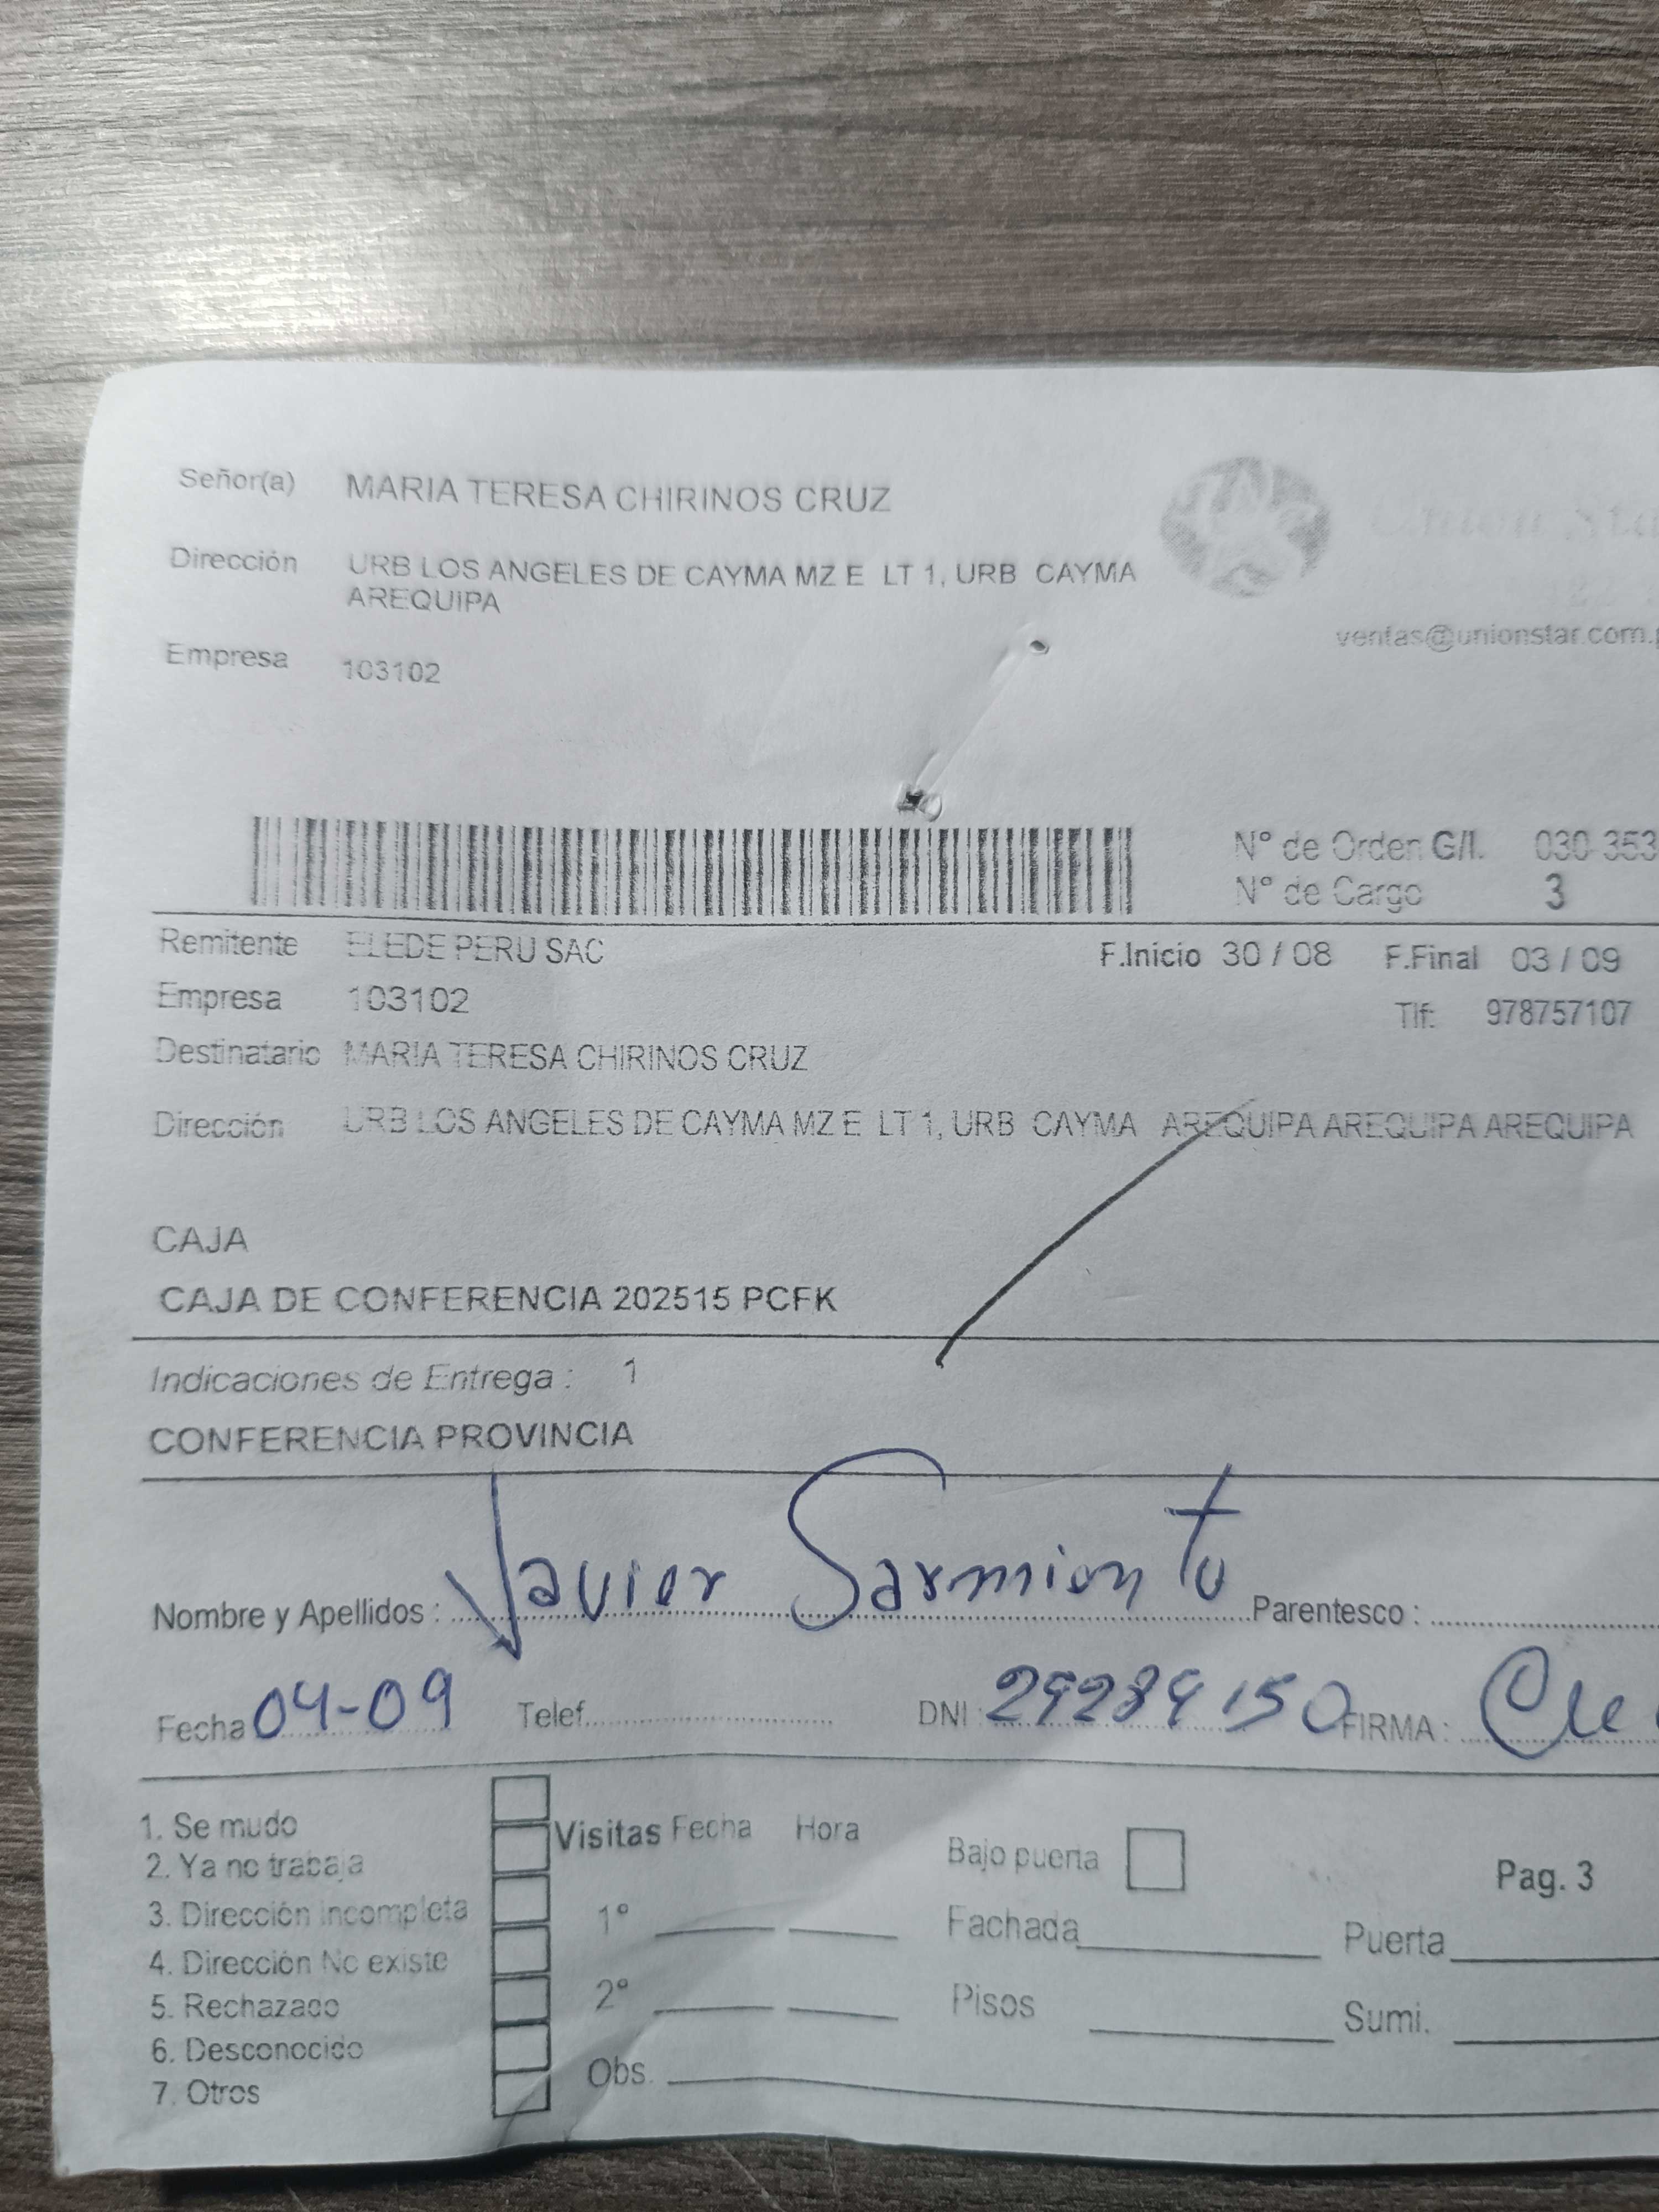 Señor(a) MARIA TERESA CHIRINOS CRUZ
Dirección URB LOS ANGELES DE CAYMA MZ E LT 1, URB CAYMA
AREQUIPA
ventas@unionstar.com.p
Empresa 103102
N° de Orden G/I. 030-353
N° de Cargo 3
Remitente ELEDE PERU SAC F.Inicio 30 / 08 F.Final 03 / 09
Empresa 103102 Tlf: 978757107
Destinatario MARIA TERESA CHIRINOS CRUZ
Dirección URB LOS ANGELES DE CAYMA MZ E LT 1, URB CAYMA AREQUIPA AREQUIPA AREQUIPA
CAJA
CAJA DE CONFERENCIA 202515 PCFK
Indicaciones de Entrega : 1
CONFERENCIA PROVINCIA
Nombre y Apellidos : Javier Sarmiento Parentesco :
Fecha 04-09 Telef. DNI : 29289150 FIRMA :
1. Se mudo
Visitas Fecha Hora Bajo puerta
2. Ya no trabaja Pag. 3
3. Dirección Incompleta 1° Fachada Puerta
4. Dirección No existe
5. Rechazado 2° Pisos Sumi.
6. Desconocido
7. Otros Obs.